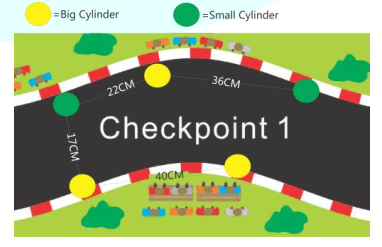 =Big Cylinder =Small Cylinder
22CM 36CM
Checkpoint 1
17CM
40CM